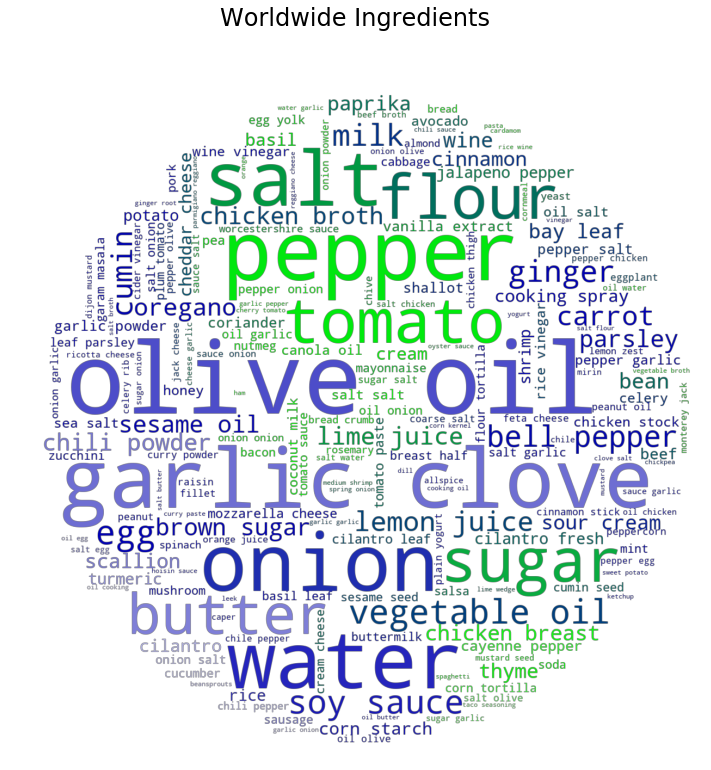 Worldwide Ingredients
water garlic
paprika
bread
beef broth
egg yolk
avocado
pasta
cardamom
chili sauce
milk
basil
onion powder
almond
wine
rice wine
orange
wine vinegar
onion olive
cabbage
cinnamon
pork
cheddar cheese
parmigiano reggiano
reggiano cheese
salt
flour
jalapeno pepper
cornmeal
yeast
ginger root
potato
chicken broth
oil salt
vinegar
worcestershire sauce
vanilla extract
bay leaf
pea
pepper
cumin
salt onion
plum tomato
pepper olive
sauce salt
cider vinegar
garam masala
dijon mustard
chicken thigh
pepper salt
pepper chicken
ginger
eggplant
oil water
pepper onion
chive
shallot
cooking spray
oregano
garlic pepper
cherry tomato
salt chicken
tomato
yogurt
carrot
rice vinegar
garlic powder
salt broth
coriander
oil garlic
salt flour
leaf parsley
nutmeg
canola oil
cream
oyster sauce
shrimp
parsley
lemon zest
ricotta cheese
jack cheese
cheese garlic
sauce onion
mayonnaise
flour tortilla
pepper garlic
mirin
vegetable broth
onion garlic
celery rib
sugar onion
honey
ham
sugar salt
salt salt
bean
celery
olive oil
peanut oil
monterey jack
sea salt
sesame oil
coconut milk
tomato sauce
bread crumb
oil onion
coarse salt
corn kernel
feta cheese
chicken stock
chili powder
onion onion
lime juice
bell pepper
chile
zucchini
curry powder
bacon
rosemary
salt water
tomato paste
breast half
salt garlic
beef
clove salt
chickpea
garlic clove
raisin
fillet
salt butter
medium shrimp
spring onion
dill
allspice
cooking oil
mustard
cinnamon stick
oil chicken
sauce garlic
peanut
curry paste
mozzarella cheese
garlic garlic
lemon juice
sour cream
peppercorn
egg
brown sugar
oil egg
salt egg
spinach
orange juice
hoisin sauce
cilantro leaf
plain yogurt
cilantro fresh
mint
scallion
onion
sugar
pepper egg
sweet potato
turmeric
oil cooking
mushroom
leek
basil leaf
sesame seed
salsa
lime wedge
cumin seed
ketchup
butter
caper
vegetable oil
chile pepper
cream cheese
buttermilk
chicken breast
cilantro
water
cayenne pepper
onion salt
mustard seed
cucumber
beansprouts
spaghetti
thyme
soda
corn tortilla
rice
chili pepper
soy sauce
salt olive
taco seasoning
sausage
oil butter
sugar garlic
garlic onion
corn starch
oil olive